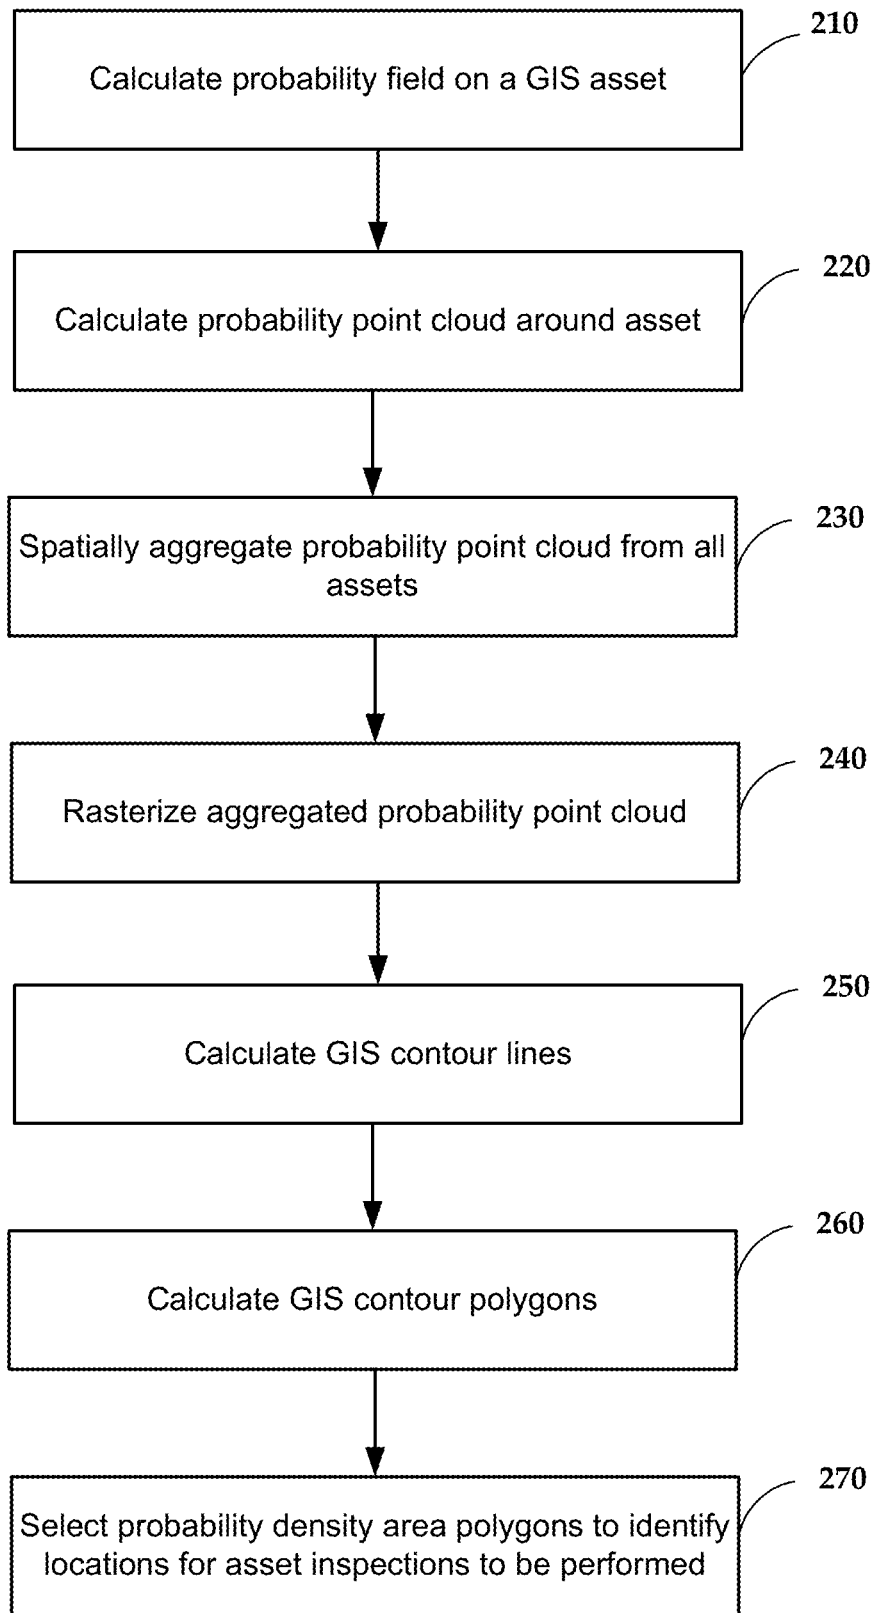 210
Calculate probability field on a GIS asset
220
Calculate probability point cloud around asset
230
Spatially aggregate probability point cloud from all
assets
240
Rasterize aggregated probability point cloud
250
Calculate GIS contour lines
260
Calculate GIS contour polygons
270
Select probability density area polygons to identify
locations for asset inspections to be performed